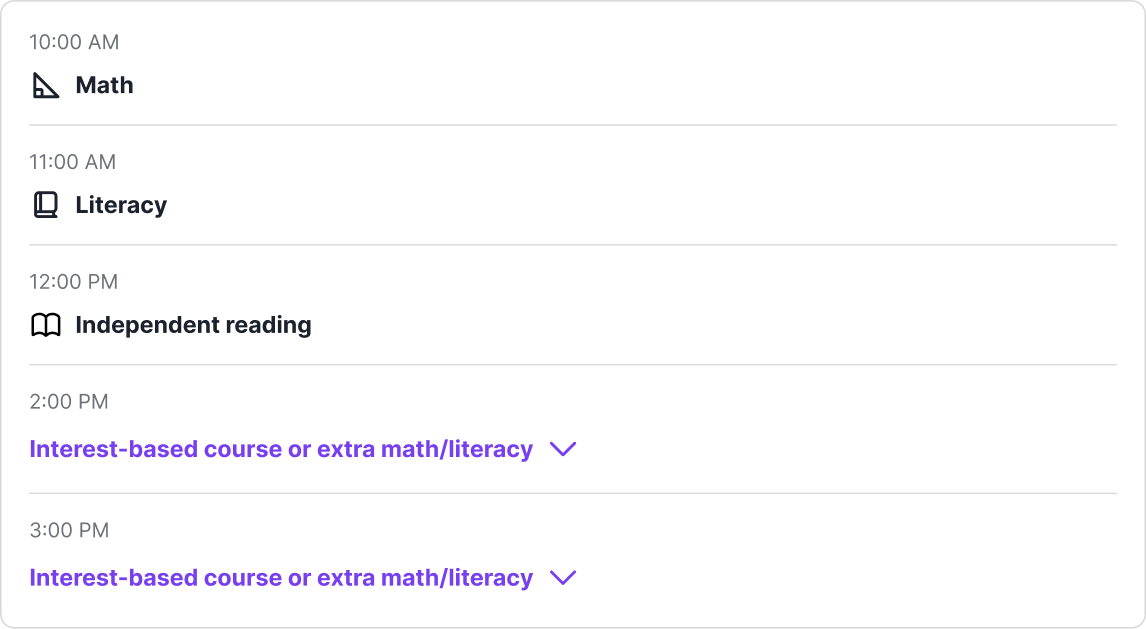 10:00 AM
Math
11:00 AM
Literacy
12:00 PM
Independent reading
2:00 PM
Interest-based course or extra math/literacy
3:00 PM
Interest-based course or extra math/literacy